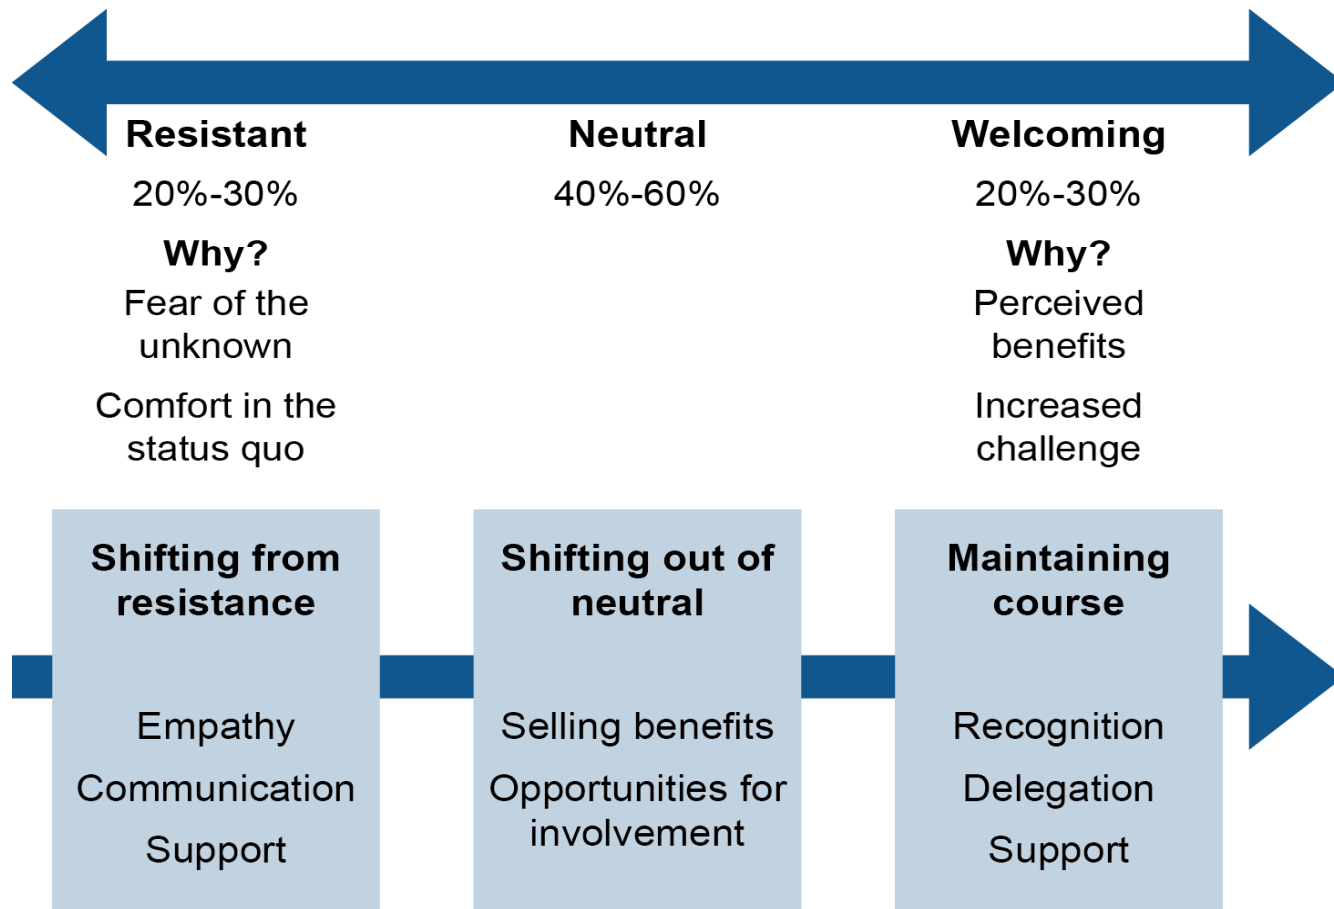 Resistant
20%-30%
Why?
Fear of the
unknown
Comfort in the
status quo
Neutral
40%-60%
Welcoming
20%-30%
Why?
Perceived
benefits
Increased
challenge
Shifting from
resistance
Empathy
Communication
Support
Shifting out of
neutral
Selling benefits
Opportunities for
involvement
Maintaining
course
Recognition
Delegation
Support